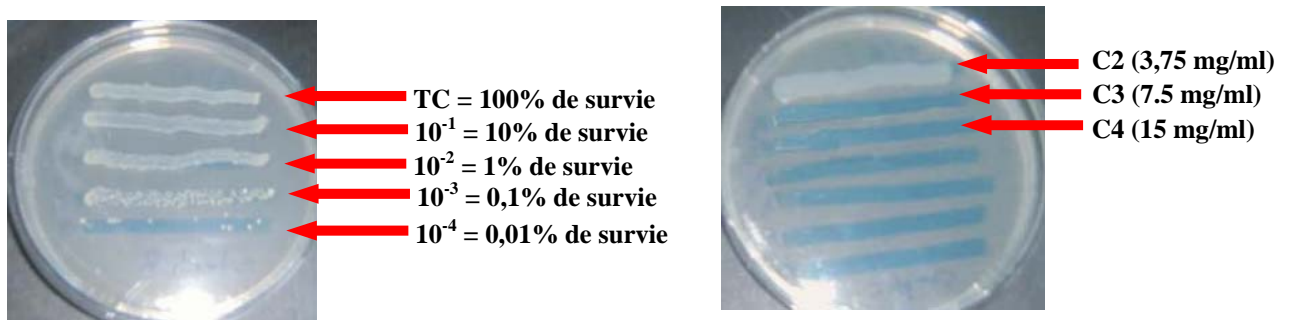 TC = 100% de survie
10⁻¹ = 10% de survie
10⁻² = 1% de survie
10⁻³ = 0,1% de survie
10⁻⁴ = 0,01% de survie
C2 (3,75 mg/ml)
C3 (7.5 mg/ml)
C4 (15 mg/ml)